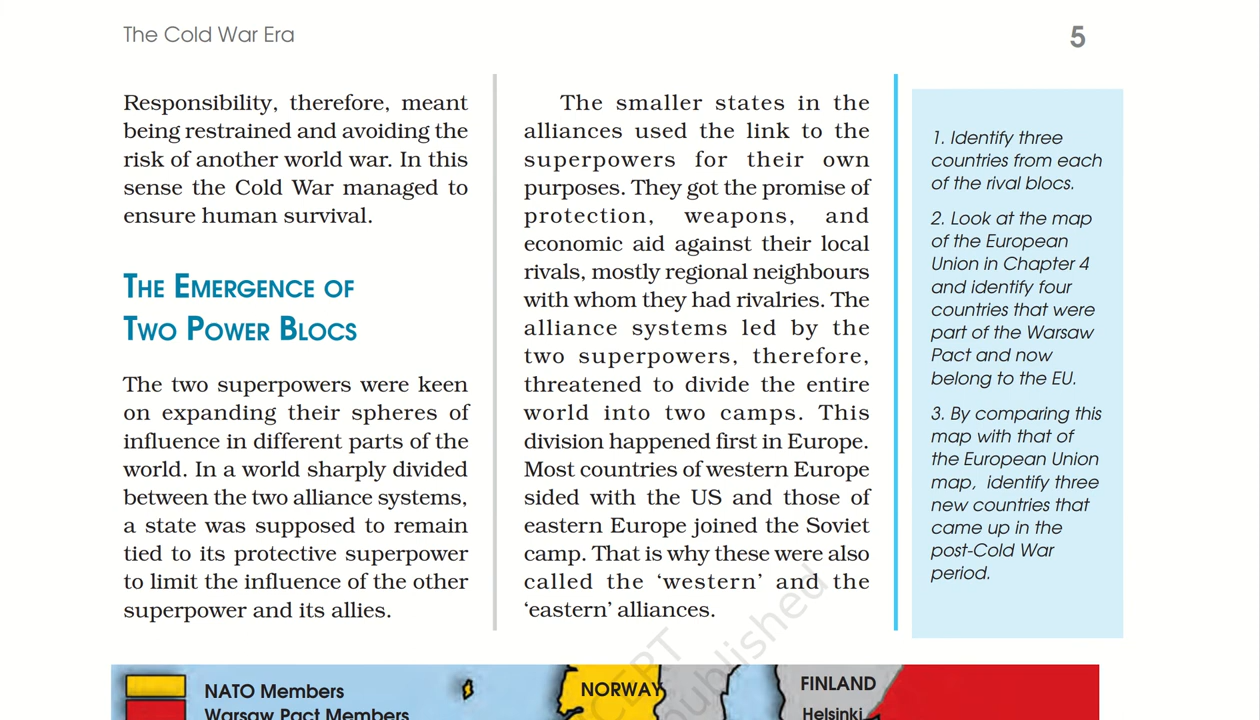 The Cold War Era
5
Responsibility, therefore, meant
being restrained and avoiding the
risk of another world war. In this
sense the Cold War managed to
ensure human survival.
THE EMERGENCE OF
TWO POWER BLOCS
The two superpowers were keen
on expanding their spheres of
influence in different parts of the
world. In a world sharply divided
between the two alliance systems,
a state was supposed to remain
tied to its protective superpower
to limit the influence of the other
superpower and its allies.
The smaller states in the
alliances used the link to the
superpowers for their own
purposes. They got the promise of
protection, weapons, and
economic aid against their local
rivals, mostly regional neighbours
with whom they had rivalries. The
alliance systems led by the
two superpowers, therefore,
threatened to divide the entire
world into two camps. This
division happened first in Europe.
Most countries of western Europe
sided with the US and those of
eastern Europe joined the Soviet
camp. That is why these were also
called the ‘western’ and the
‘eastern’ alliances.
1. Identify three
countries from each
of the rival blocs.
2. Look at the map
of the European
Union in Chapter 4
and identify four
countries that were
part of the Warsaw
Pact and now
belong to the EU.
3. By comparing this
map with that of
the European Union
map, identify three
new countries that
came up in the
post-Cold War
period.
NATO Members
Warsaw Pact Members
NORWAY
FINLAND
Helsinki
published